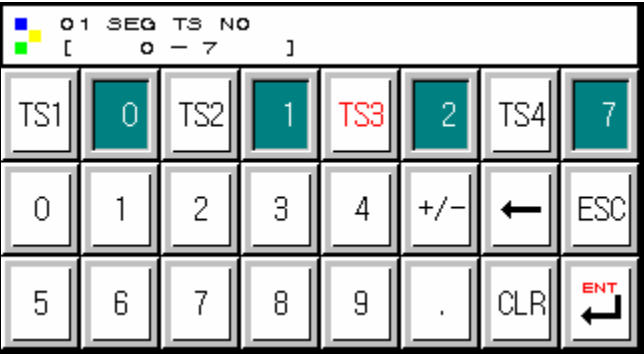 01 SEQ TS NO
[ 0 - 7 ]
TS1 0 TS2 1 TS3 2 TS4 7
0 1 2 3 4 +/- ← ESC
5 6 7 8 9 . CLR ENT